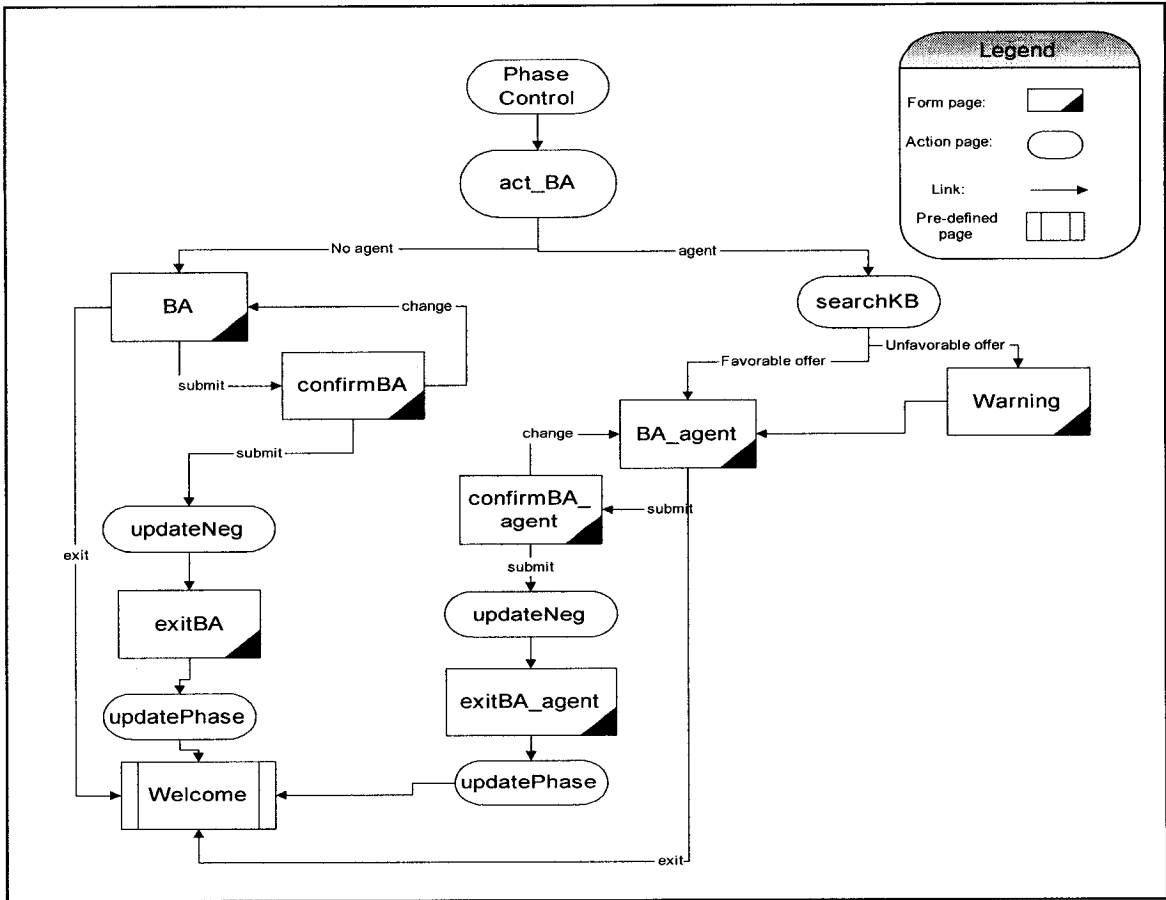 Legend
Form page:
Action page:
Link:
Pre-defined
page
Phase
Control
act_BA
No agent
agent
BA
change
searchKB
Unfavorable offer
Favorable offer
submit
confirmBA
Warning
change
BA_agent
submit
confirmBA_
agent
submit
updateNeg
exit
submit
updateNeg
exitBA
exitBA_agent
updatePhase
updatePhase
Welcome
exit